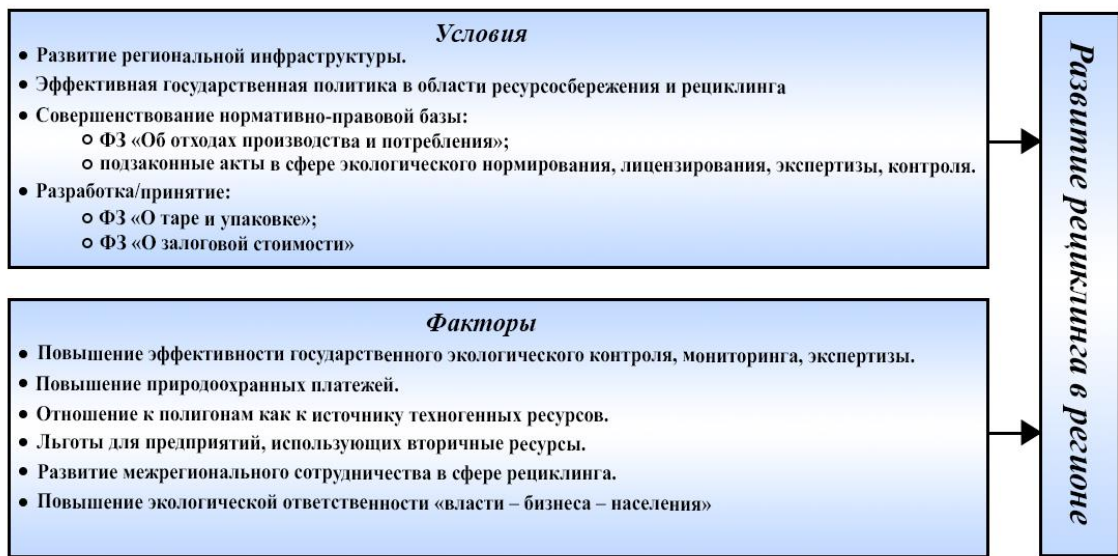 Условия
• Развитие региональной инфраструктуры.
• Эффективная государственная политика в области ресурсосбережения и рециклинга
• Совершенствование нормативно-правовой базы:
o ФЗ «Об отходах производства и потребления»;
o подзаконные акты в сфере экологического нормирования, лицензирования, экспертизы, контроля.
• Разработка/принятие:
o ФЗ «О таре и упаковке»;
o ФЗ «О залоговой стоимости»
Факторы
• Повышение эффективности государственного экологического контроля, мониторинга, экспертизы.
• Повышение природоохранных платежей.
• Отношение к полигонам как к источнику техногенных ресурсов.
• Льготы для предприятий, использующих вторичные ресурсы.
• Развитие межрегионального сотрудничества в сфере рециклинга.
• Повышение экологической ответственности «власти – бизнеса – населения»
Развитие рециклинга в регионе